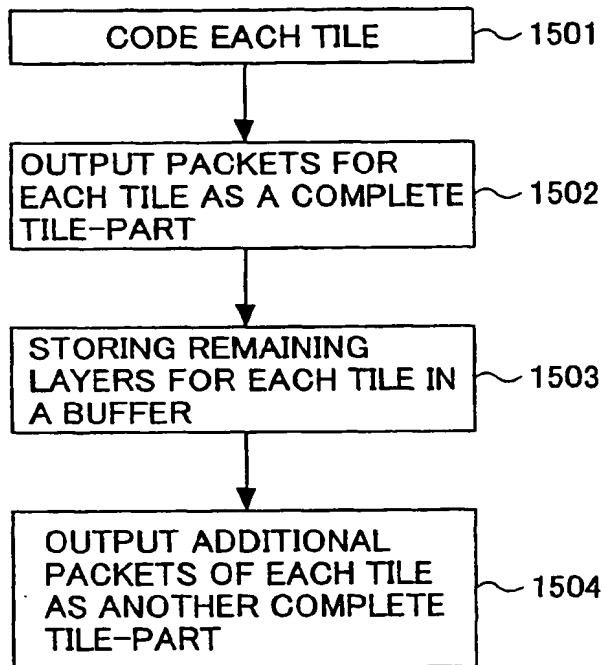 CODE EACH TILE
1501
OUTPUT PACKETS FOR
EACH TILE AS A COMPLETE
TILE-PART
1502
STORING REMAINING
LAYERS FOR EACH TILE IN
A BUFFER
1503
OUTPUT ADDITIONAL
PACKETS OF EACH TILE
AS ANOTHER COMPLETE
TILE-PART
1504